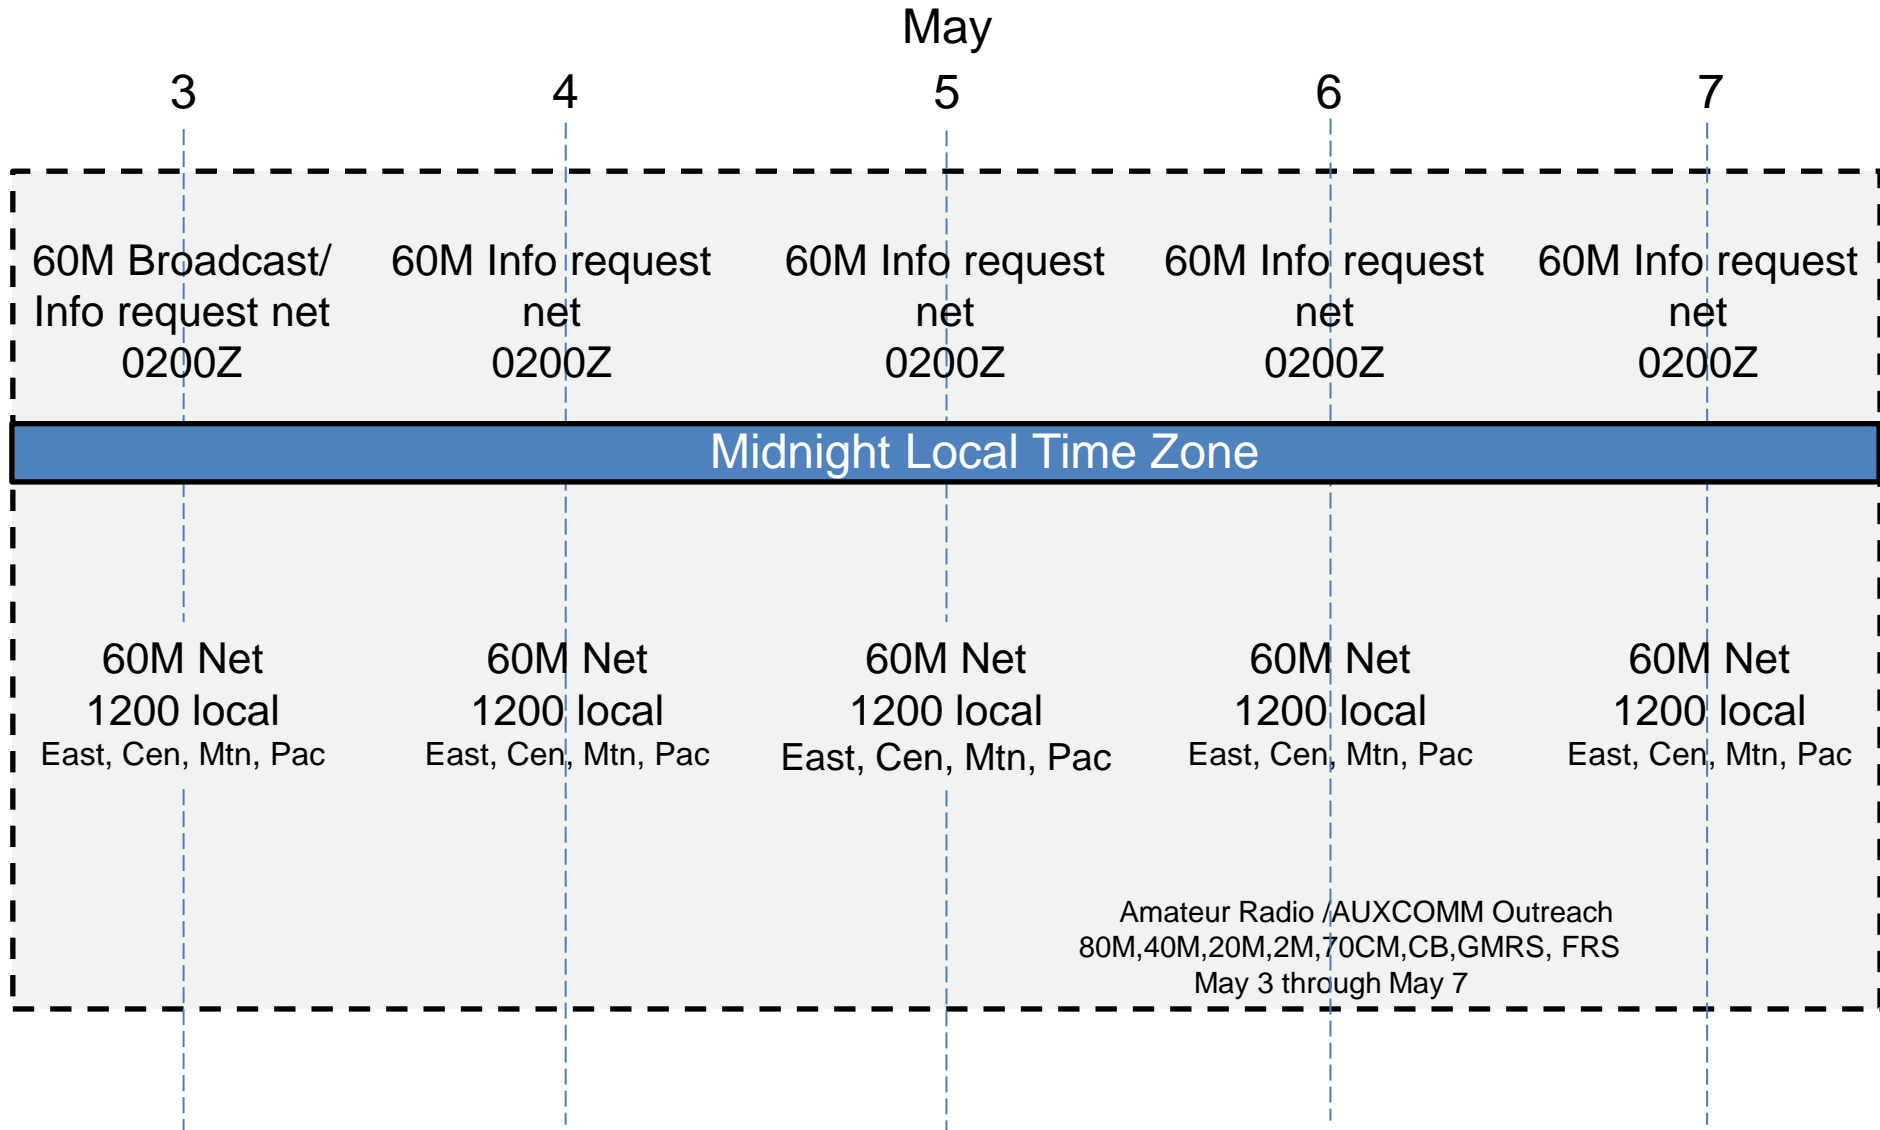 May
3
4
5
6
7
60M Broadcast/
Info request net
0200Z
60M Info request
net
0200Z
60M Info request
net
0200Z
60M Info request
net
0200Z
60M Info request
net
0200Z
Midnight Local Time Zone
60M Net
1200 local
East, Cen, Mtn, Pac
60M Net
1200 local
East, Cen, Mtn, Pac
60M Net
1200 local
East, Cen, Mtn, Pac
60M Net
1200 local
East, Cen, Mtn, Pac
60M Net
1200 local
East, Cen, Mtn, Pac
Amateur Radio /AUXCOMM Outreach
80M,40M,20M,2M,70CM,CB,GMRS, FRS
May 3 through May 7